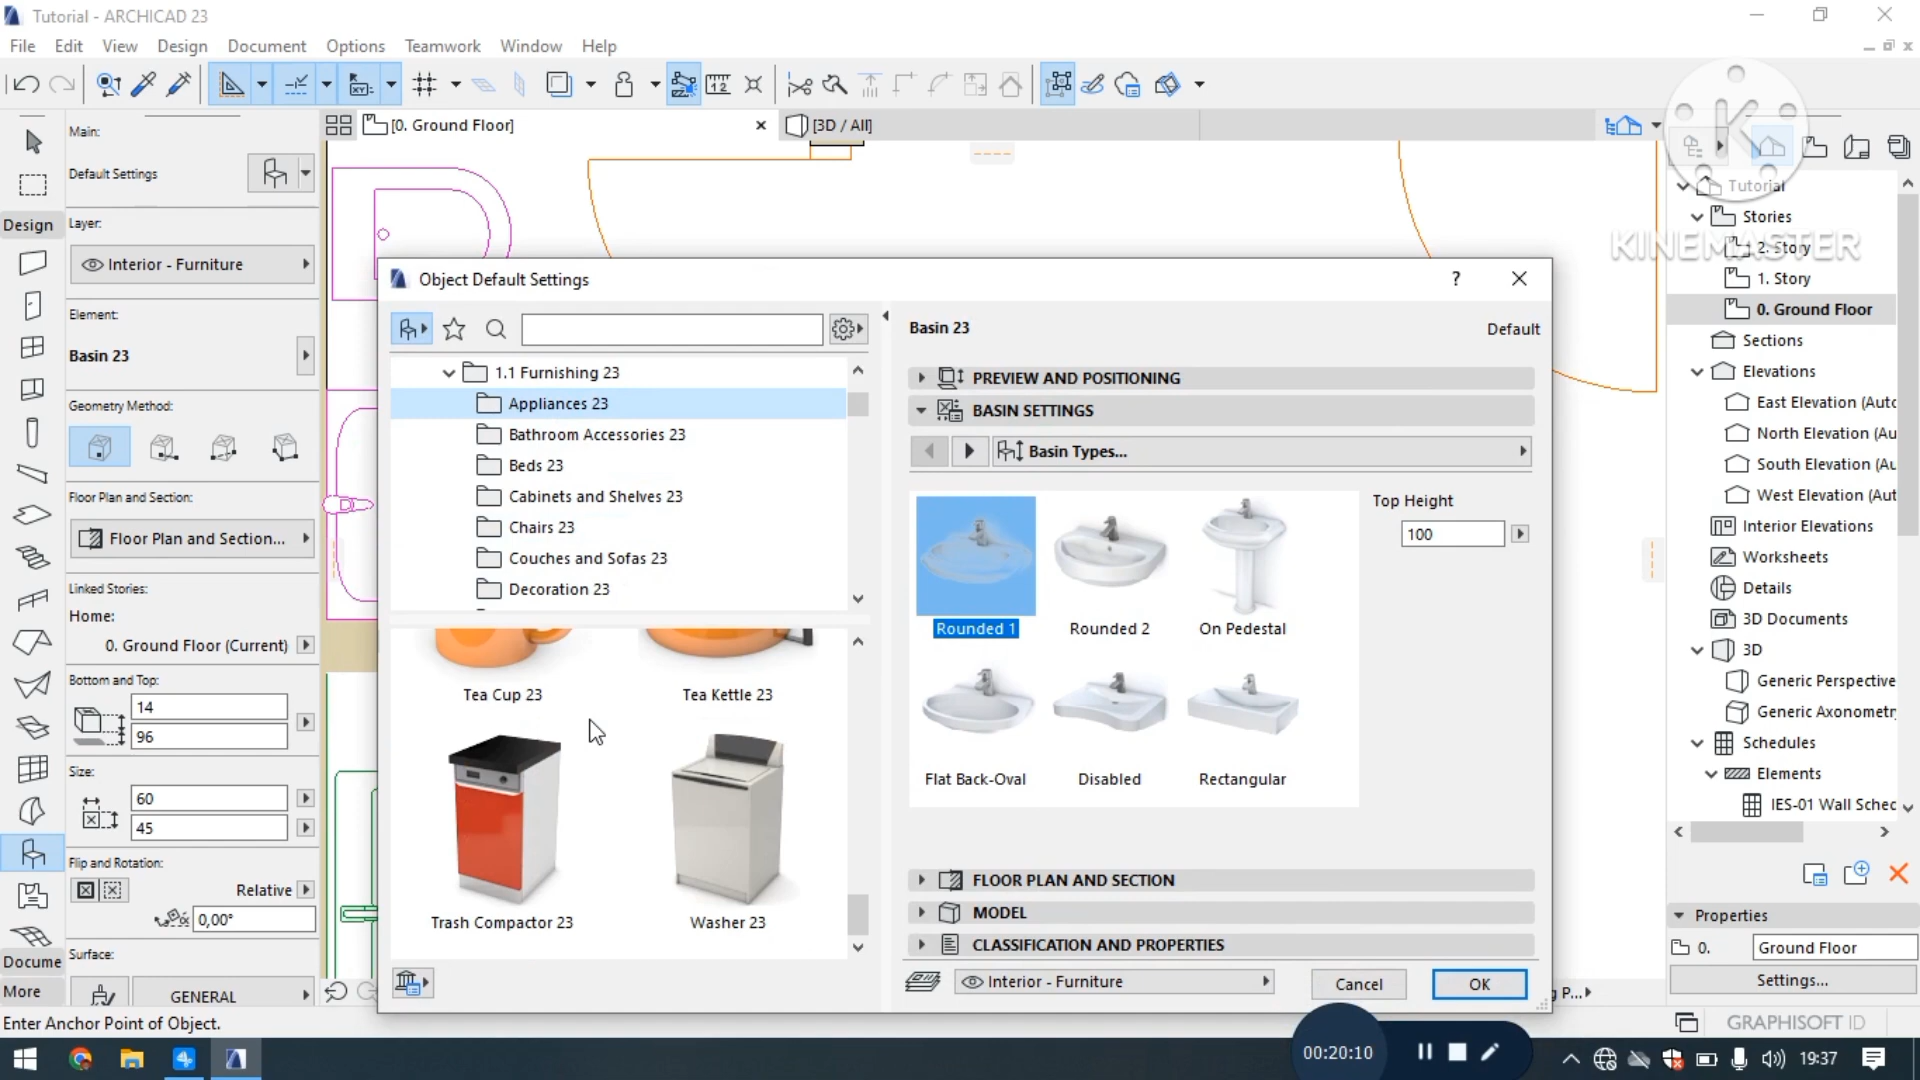 Tutorial - ARCHICAD 23
File Edit View Design Document Options Teamwork Window Help
Main:
Default Settings
Design
Layer:
Interior - Furniture
Element:
Basin 23
Geometry Method:
Floor Plan and Section:
Floor Plan and Section...
Linked Stories:
Home:
0. Ground Floor (Current)
Bottom and Top:
14
96
Size:
60
45
Flip and Rotation:
Relative
0,00°
Surface:
GENERAL
Docume
More
Enter Anchor Point of Object.
[0. Ground Floor]
[3D / All]
Object Default Settings
?
1.1 Furnishing 23
Appliances 23
Bathroom Accessories 23
Beds 23
Cabinets and Shelves 23
Chairs 23
Couches and Sofas 23
Decoration 23
Tea Cup 23
Tea Kettle 23
Trash Compactor 23
Washer 23
Basin 23
Default
PREVIEW AND POSITIONING
BASIN SETTINGS
Basin Types...
Rounded 1
Rounded 2
On Pedestal
Flat Back-Oval
Disabled
Rectangular
Top Height
100
FLOOR PLAN AND SECTION
MODEL
CLASSIFICATION AND PROPERTIES
Interior - Furniture
Cancel
OK
KINEMASTER
Tutorial
Stories
2. Story
1. Story
0. Ground Floor
Sections
Elevations
East Elevation (Auto
North Elevation (Au
South Elevation (Au
West Elevation (Aut
Interior Elevations
Worksheets
Details
3D Documents
3D
Generic Perspective
Generic Axonometr
Schedules
Elements
IES-01 Wall Sched
Properties
0.
Ground Floor
Settings...
g P...
GRAPHISOFT ID
00:20:10
19:37